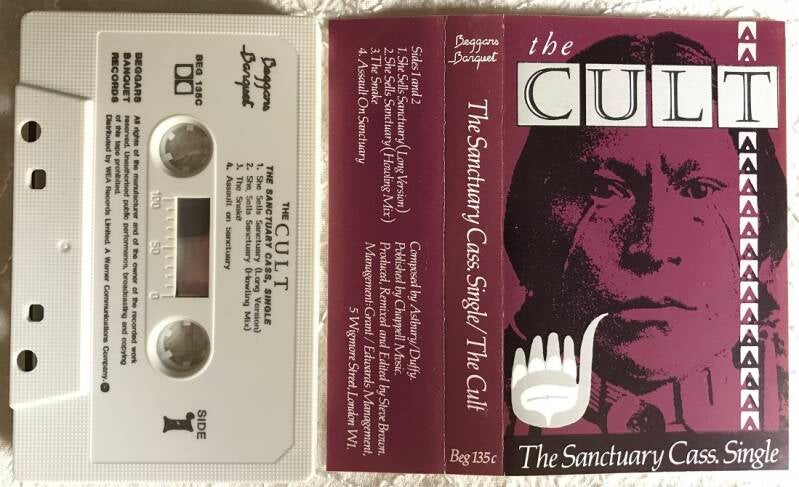 Beggars
Banquet
BEG 135C
THE CULT
THE SANCTUARY CASS, SINGLE
1. She Sells Sanctuary (Long Version)
2. She Sells Sanctuary (Howling Mix)
3. The Snake
4. Assault on Sanctuary
100 50 0
SIDE
1
BEGGARS
BANQUET
RECORDS
All rights of the manufacturer and of the owner of the recorded work
reserved. Unauthorised public performance, broadcasting and copying
of this tape prohibited.
Distributed by WEA Records Limited. A Warner Communications Company. ℗
Sides 1 and 2
1. She Sells Sanctuary (Long Version)
2. She Sells Sanctuary (Howling Mix)
3. The Snake
4. Assault On Sanctuary
Composed by Astbury/Duffy.
Published by Chappell Music.
Produced, Remixed and Edited by Steve Brown.
Management: Grant / Edwards Management,
5 Wigmore Street, London W1.
Beggars
Banquet
The Sanctuary Cass. Single/The Cult
Beg 135c
the
CULT
The Sanctuary Cass. Single